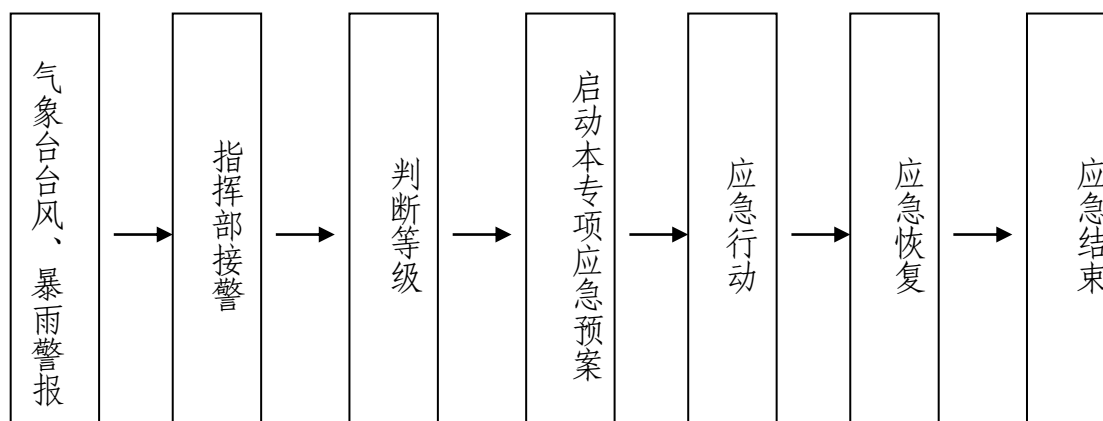 气象台台风、暴雨警报
指挥部接警
判断等级
启动本专项应急预案
应急行动
应急恢复
应急结束